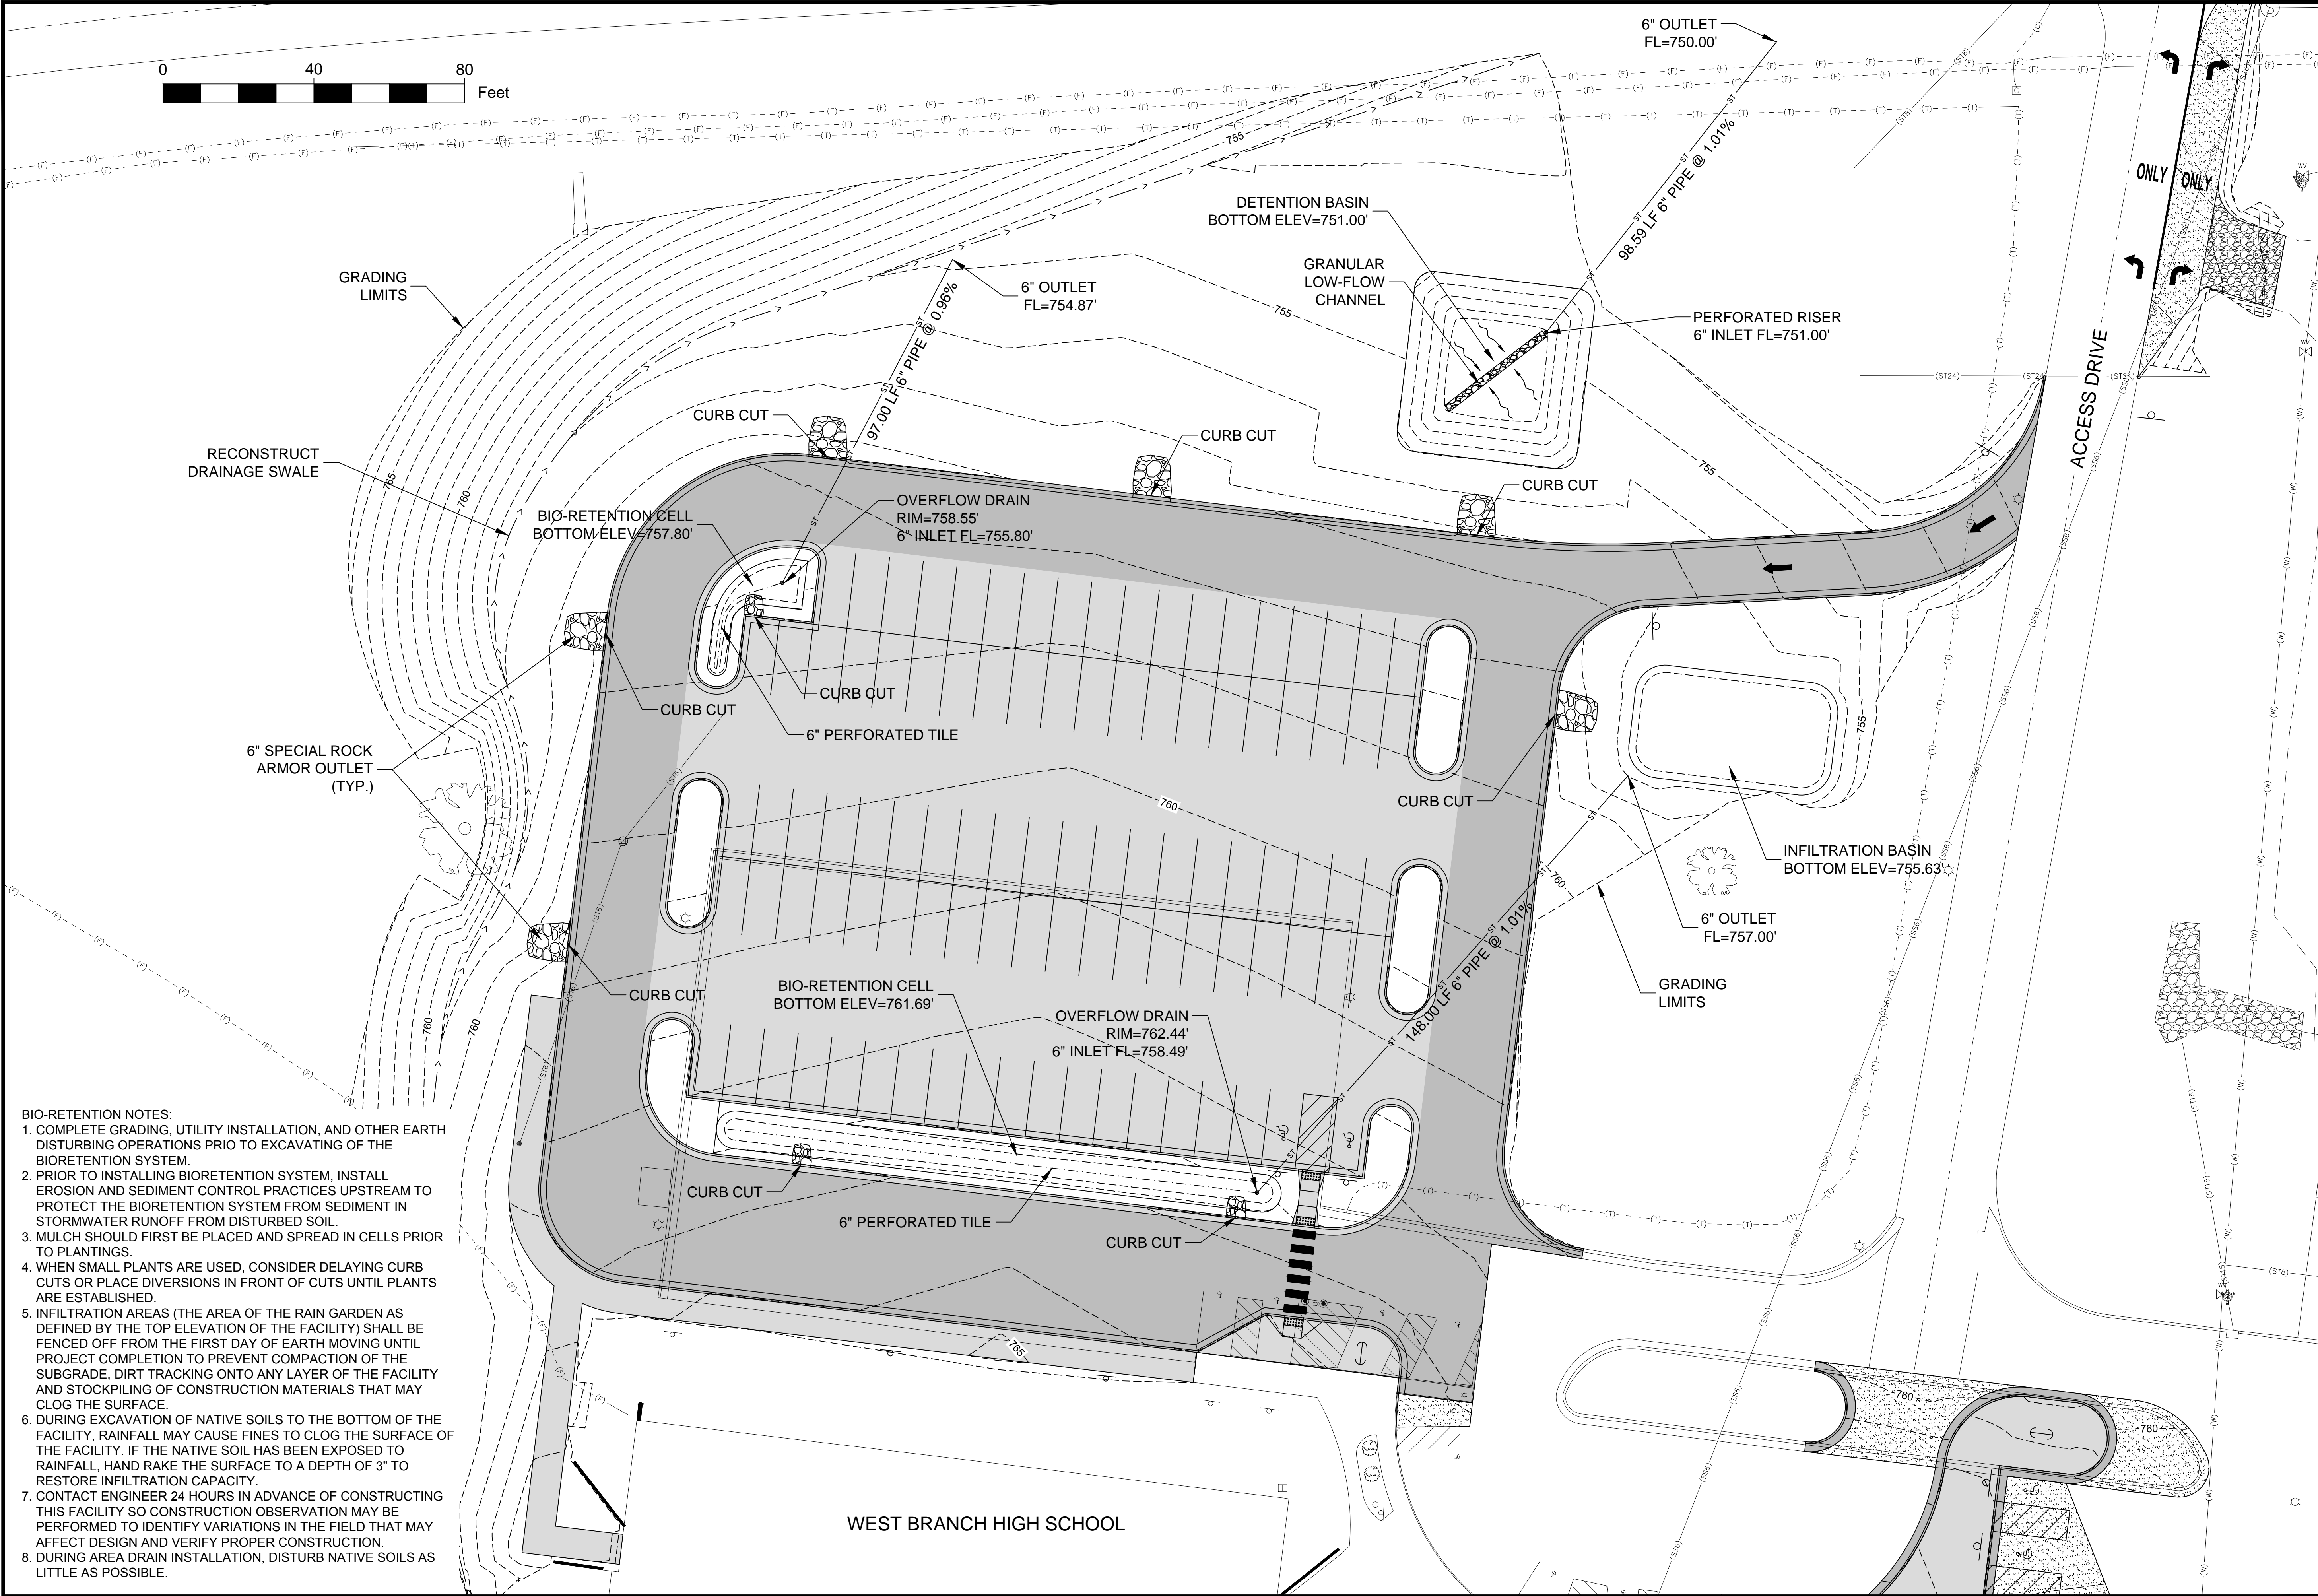 0 40 80
Feet
6" OUTLET
FL=750.00'
755
98.59 LF 6" PIPE @ 1.01%
DETENTION BASIN
BOTTOM ELEV=751.00'
GRANULAR
LOW-FLOW
CHANNEL
PERFORATED RISER
6" INLET FL=751.00'
ONLY ONLY
ACCESS DRIVE
GRADING
LIMITS
6" OUTLET
FL=754.87'
97.00 LF 6" PIPE @ 0.96%
755
755
CURB CUT
CURB CUT
CURB CUT
RECONSTRUCT
DRAINAGE SWALE
765
760
BIO-RETENTION CELL
BOTTOM ELEV=757.80'
OVERFLOW DRAIN
RIM=758.55'
6" INLET FL=755.80'
CURB CUT
CURB CUT
6" PERFORATED TILE
6" SPECIAL ROCK
ARMOR OUTLET
(TYP.)
760
CURB CUT
755
INFILTRATION BASIN
BOTTOM ELEV=755.63'
760
6" OUTLET
FL=757.00'
GRADING
LIMITS
148.00 LF 6" PIPE @ 1.01%
CURB CUT
760
760
BIO-RETENTION CELL
BOTTOM ELEV=761.69'
OVERFLOW DRAIN
RIM=762.44'
6" INLET FL=758.49'
CURB CUT
6" PERFORATED TILE
CURB CUT
765
760
760
WEST BRANCH HIGH SCHOOL
BIO-RETENTION NOTES:
1. COMPLETE GRADING, UTILITY INSTALLATION, AND OTHER EARTH
DISTURBING OPERATIONS PRIO TO EXCAVATING OF THE
BIORETENTION SYSTEM.
2. PRIOR TO INSTALLING BIORETENTION SYSTEM, INSTALL
EROSION AND SEDIMENT CONTROL PRACTICES UPSTREAM TO
PROTECT THE BIORETENTION SYSTEM FROM SEDIMENT IN
STORMWATER RUNOFF FROM DISTURBED SOIL.
3. MULCH SHOULD FIRST BE PLACED AND SPREAD IN CELLS PRIOR
TO PLANTINGS.
4. WHEN SMALL PLANTS ARE USED, CONSIDER DELAYING CURB
CUTS OR PLACE DIVERSIONS IN FRONT OF CUTS UNTIL PLANTS
ARE ESTABLISHED.
5. INFILTRATION AREAS (THE AREA OF THE RAIN GARDEN AS
DEFINED BY THE TOP ELEVATION OF THE FACILITY) SHALL BE
FENCED OFF FROM THE FIRST DAY OF EARTH MOVING UNTIL
PROJECT COMPLETION TO PREVENT COMPACTION OF THE
SUBGRADE, DIRT TRACKING ONTO ANY LAYER OF THE FACILITY
AND STOCKPILING OF CONSTRUCTION MATERIALS THAT MAY
CLOG THE SURFACE.
6. DURING EXCAVATION OF NATIVE SOILS TO THE BOTTOM OF THE
FACILITY, RAINFALL MAY CAUSE FINES TO CLOG THE SURFACE OF
THE FACILITY. IF THE NATIVE SOIL HAS BEEN EXPOSED TO
RAINFALL, HAND RAKE THE SURFACE TO A DEPTH OF 3" TO
RESTORE INFILTRATION CAPACITY.
7. CONTACT ENGINEER 24 HOURS IN ADVANCE OF CONSTRUCTING
THIS FACILITY SO CONSTRUCTION OBSERVATION MAY BE
PERFORMED TO IDENTIFY VARIATIONS IN THE FIELD THAT MAY
AFFECT DESIGN AND VERIFY PROPER CONSTRUCTION.
8. DURING AREA DRAIN INSTALLATION, DISTURB NATIVE SOILS AS
LITTLE AS POSSIBLE.